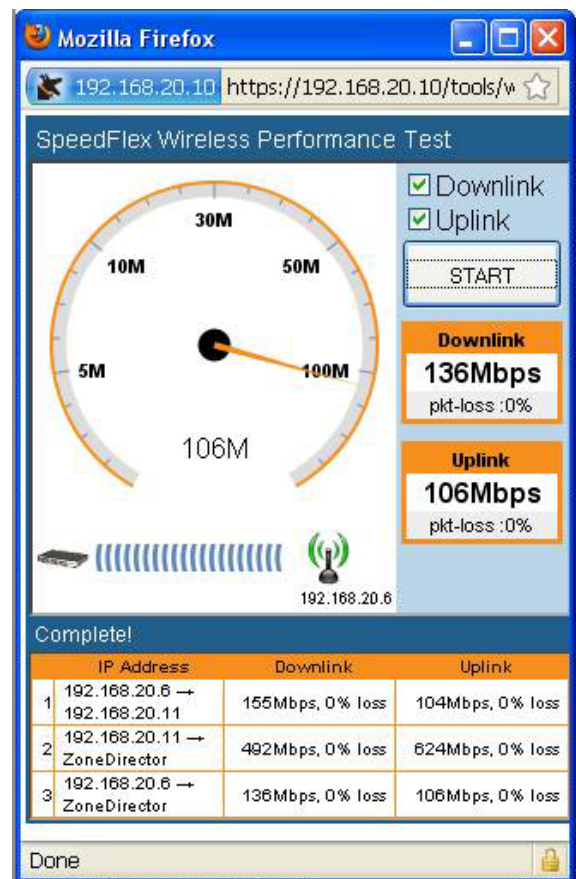 Mozilla Firefox
192.168.20.10 https://192.168.20.10/tools/w
SpeedFlex Wireless Performance Test
Downlink
Uplink
START
30M
10M
50M
5M
100M
106M
Downlink
136Mbps
pkt-loss :0%
Uplink
106Mbps
pkt-loss :0%
192.168.20.6
Complete!
IP Address Downlink Uplink
1 192.168.20.6 → 192.168.20.11 155Mbps, 0% loss 104Mbps, 0% loss
2 192.168.20.11 → ZoneDirector 492Mbps, 0% loss 624Mbps, 0% loss
3 192.168.20.6 → ZoneDirector 136Mbps, 0% loss 106Mbps, 0% loss
Done